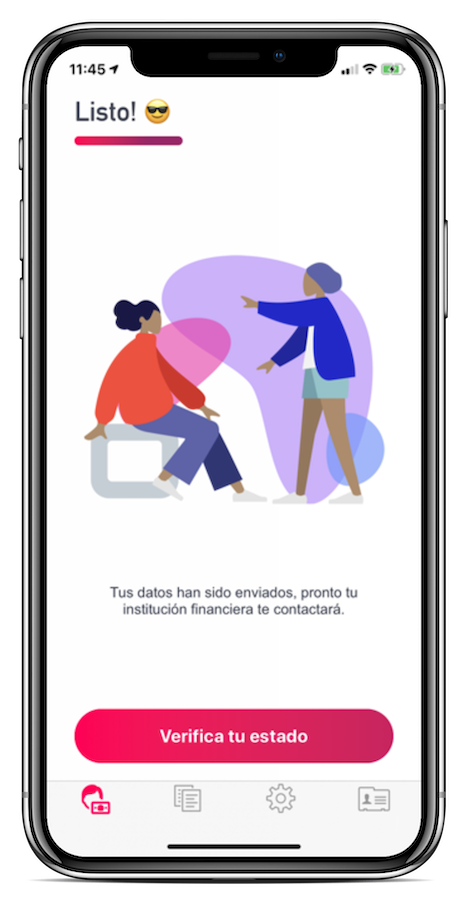 11:45
Listo! 😎
Tus datos han sido enviados, pronto tu
institución financiera te contactará.
Verifica tu estado